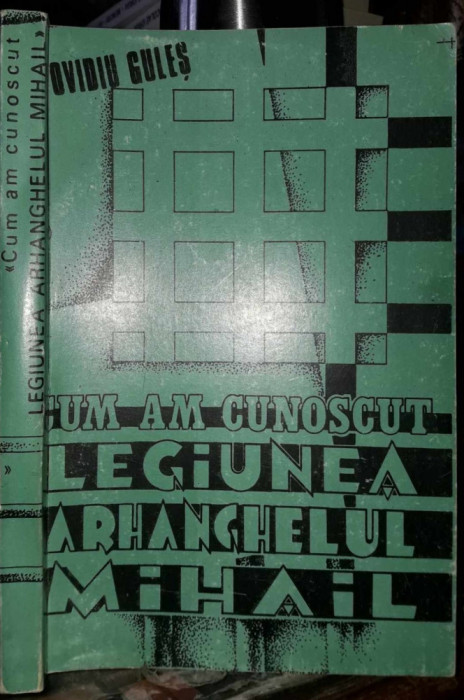 «Cum am cunoscut
LEGIUNEA ARHANGHELUL MIHAIL»
»
OVIDIU GULEȘ
CUM AM CUNOSCUT
LEGiUNEA
ARHANGHELUL
MiHAiL